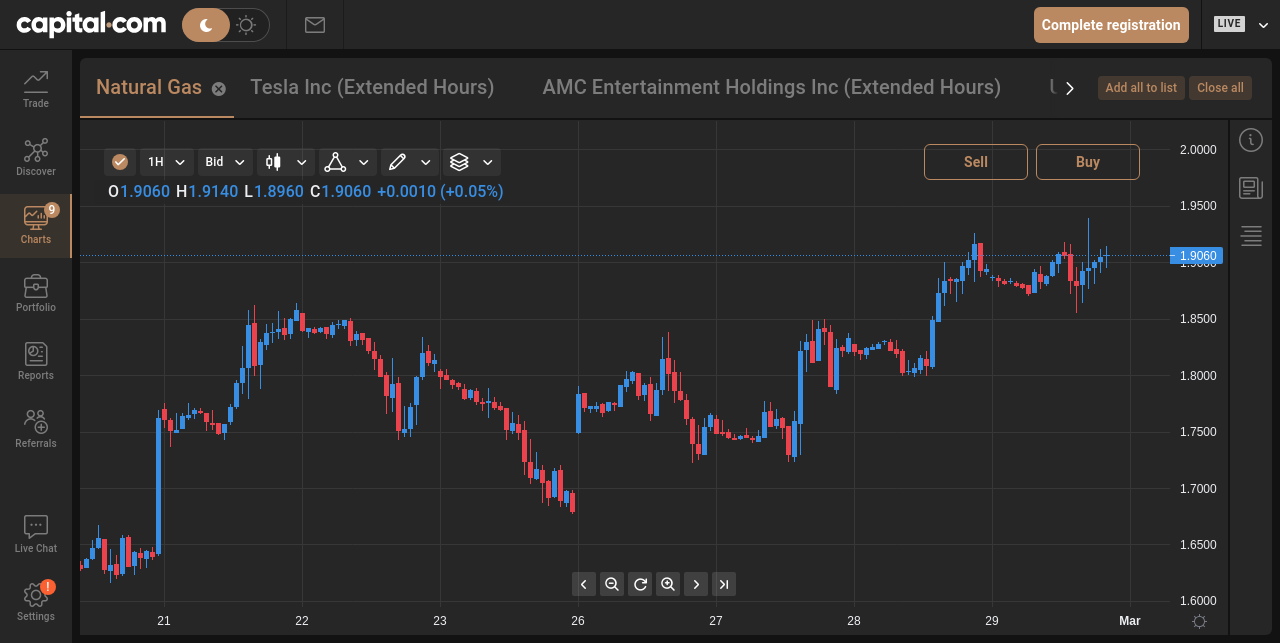 capital.com
Complete registration
LIVE
Natural Gas
Tesla Inc (Extended Hours)
AMC Entertainment Holdings Inc (Extended Hours)
Add all to list
Close all
Trade
Discover
9
Charts
Portfolio
Reports
Referrals
Live Chat
!
Settings
1H
Bid
Sell
Buy
O1.9060 H1.9140 L1.8960 C1.9060 +0.0010 (+0.05%)
2.0000
1.9500
1.9060
1.9000
1.8500
1.8000
1.7500
1.7000
1.6500
1.6000
21
22
23
26
27
28
29
Mar